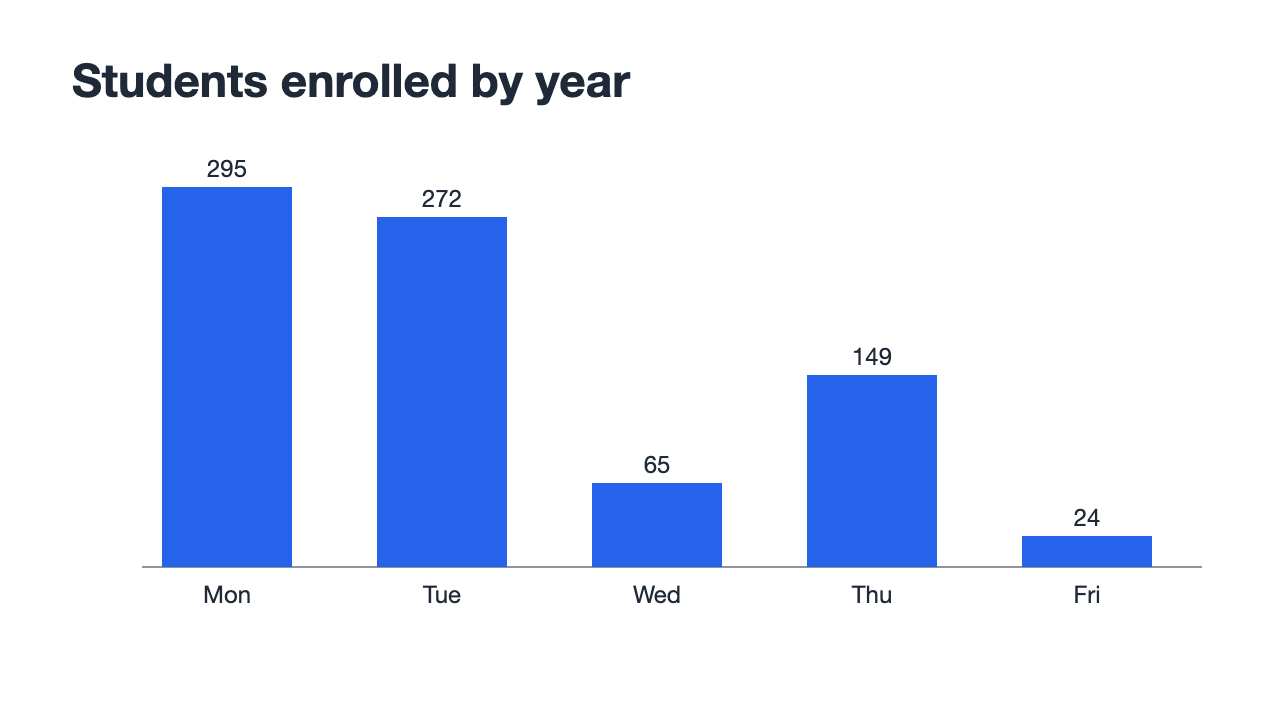 Students enrolled by year
295
272
65
149
24
Mon
Tue
Wed
Thu
Fri